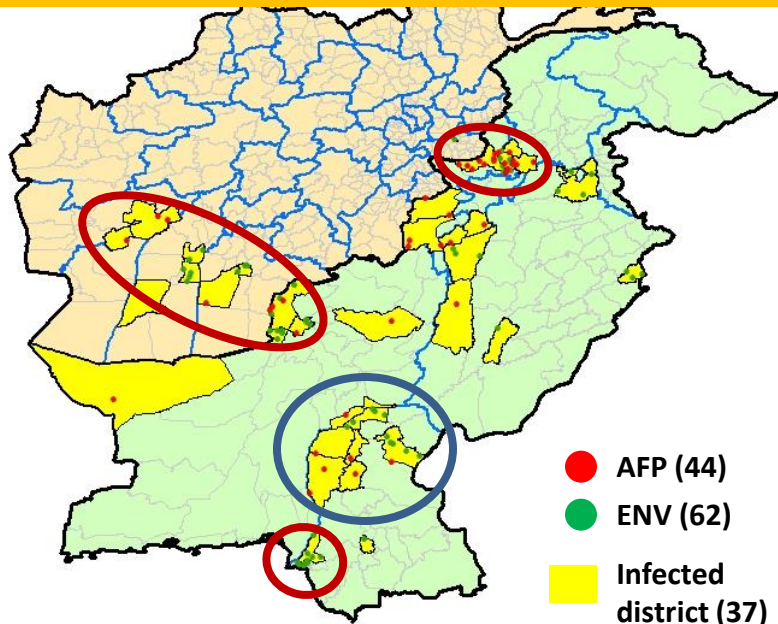 AFP (44)
ENV (62)
Infected
district (37)